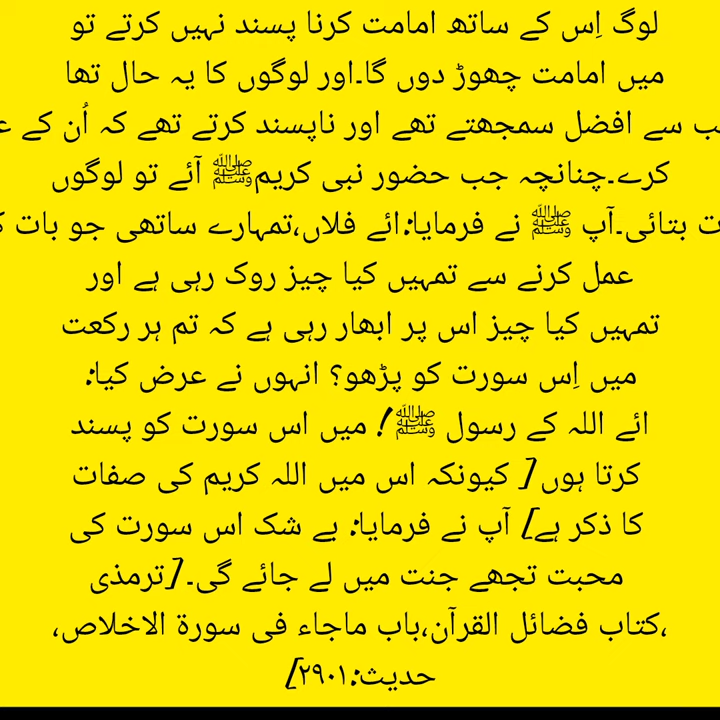 لوگ اِس کے ساتھ امامت کرنا پسند نہیں کرتے تو
میں امامت چھوڑ دوں گا۔اور لوگوں کا یہ حال تھا
سے افضل سمجھتے تھے اور ناپسند کرتے تھے کہ اُن کے
کرے۔چنانچہ جب حضور نبی کریمﷺ آئے تو لوگوں
بتائی۔آپ ﷺ نے فرمایا:ائے فلاں،تمہارے ساتھی جو بات
عمل کرنے سے تمہیں کیا چیز روک رہی ہے اور
تمہیں کیا چیز اس پر ابھار رہی ہے کہ تم ہر رکعت
میں اِس سورت کو پڑھو؟ انہوں نے عرض کیا:
ائے اللہ کے رسول ﷺ! میں اس سورت کو پسند
کرتا ہوں[ کیونکہ اس میں اللہ کریم کی صفات
کا ذکر ہے] آپ نے فرمایا: بے شک اس سورت کی
محبت تجھے جنت میں لے جائے گی۔[ترمذی
،کتاب فضائل القرآن،باب ماجاء فی سورة الاخلاص،
حدیث:۲۹۰۱]